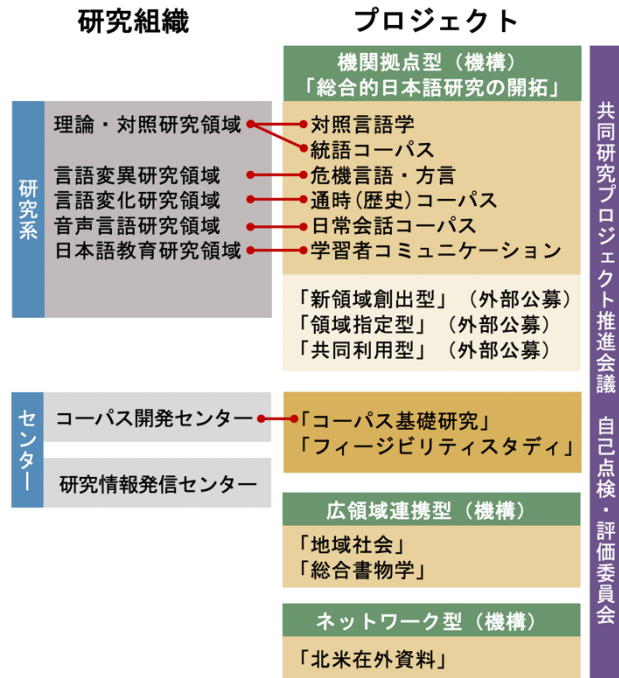 研究組織
プロジェクト
機関拠点型（機構）
「総合的日本語研究の開拓」
研究系
理論・対照研究領域
対照言語学
統語コーパス
言語変異研究領域
危機言語・方言
言語変化研究領域
通時(歴史)コーパス
音声言語研究領域
日常会話コーパス
日本語教育研究領域
学習者コミュニケーション
「新領域創出型」（外部公募）
「領域指定型」（外部公募）
「共同利用型」（外部公募）
センター
コーパス開発センター
「コーパス基礎研究」
「フィージビリティスタディ」
研究情報発信センター
広領域連携型（機構）
「地域社会」
「総合書物学」
ネットワーク型（機構）
「北米在外資料」
共同研究プロジェクト推進会議　自己点検・評価委員会